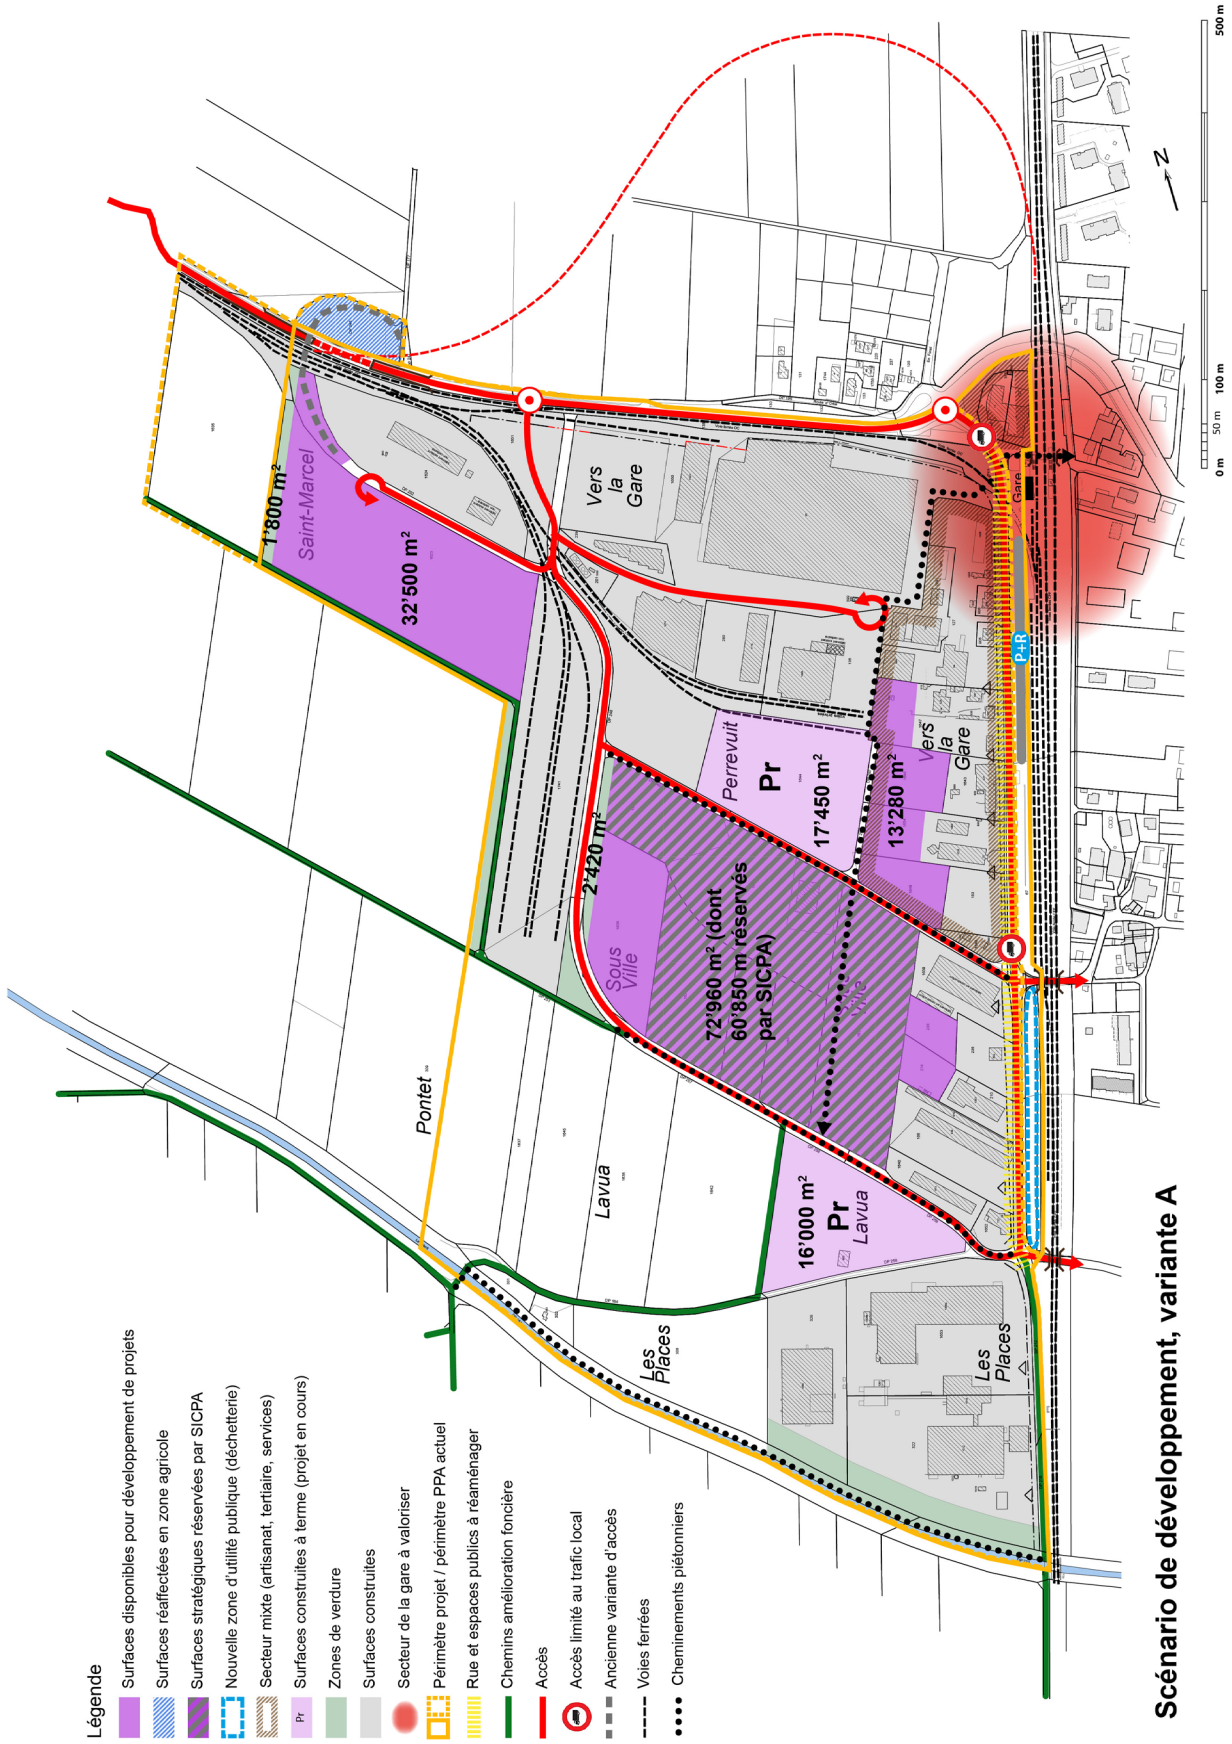 Légende
Surfaces disponibles pour développement de projets
Surfaces réaffectées en zone agricole
Surfaces stratégiques réservées par SICPA
Nouvelle zone d'utilité publique (déchetterie)
Secteur mixte (artisanat, tertiaire, services)
Pr
Surfaces construites à terme (projet en cours)
Zones de verdure
Surfaces construites
Secteur de la gare à valoriser
Périmètre projet / périmètre PPA actuel
Rue et espaces publics à réaménager
Chemins amélioration foncière
Accès
Accès limité au trafic local
Ancienne variante d'accès
Voies ferrées
Cheminements piétonniers
Pontet
Lavua
Les
Places
Les
Places
16'000 m²
Pr
Lavua
72'960 m² (dont
60'850 m réservés
par SICPA)
Ville
Sous
Ville
2'420 m²
1'800 m²
Saint-Marcel
32'500 m²
Perrevuit
Pr
17'450 m²
13'280 m²
Vers
la
Gare
Vers
la
Gare
P+R
Gare
N
0 m
50 m
100 m
500 m
Scénario de développement, variante A